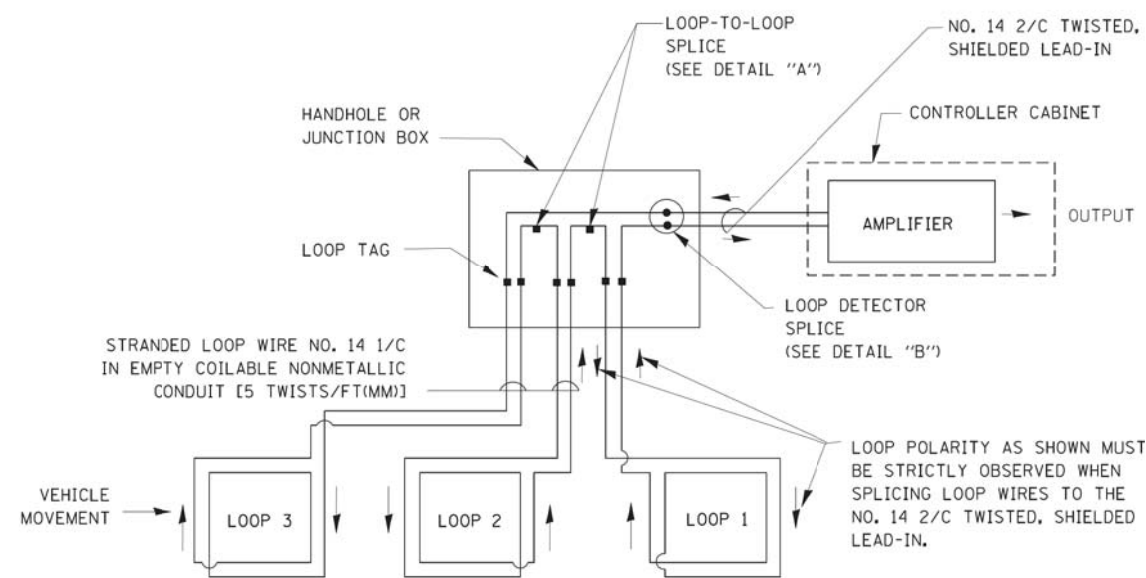 LOOP-TO-LOOP
SPLICE
(SEE DETAIL "A")
NO. 14 2/C TWISTED,
SHIELDED LEAD-IN
HANDHOLE OR
JUNCTION BOX
CONTROLLER CABINET
AMPLIFIER
OUTPUT
LOOP TAG
LOOP DETECTOR
SPLICE
(SEE DETAIL "B")
STRANDED LOOP WIRE NO. 14 1/C
IN EMPTY COILABLE NONMETALLIC
CONDUIT [5 TWISTS/FT(MM)]
LOOP POLARITY AS SHOWN MUST
BE STRICTLY OBSERVED WHEN
SPLICING LOOP WIRES TO THE
NO. 14 2/C TWISTED, SHIELDED
LEAD-IN.
VEHICLE
MOVEMENT
LOOP 3
LOOP 2
LOOP 1